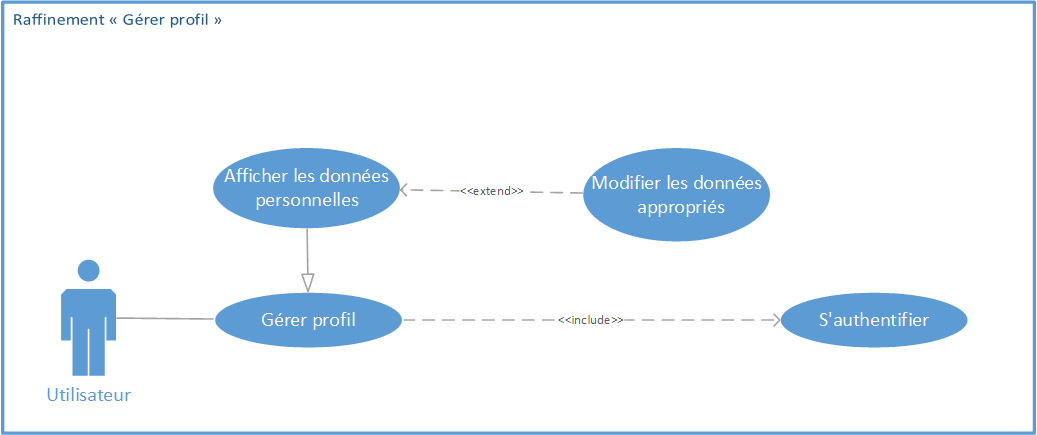 Raffinement « Gérer profil »
Afficher les données
personnelles
<<extend>>
Modifier les données
appropriés
Gérer profil
<<include>>
S'authentifier
Utilisateur